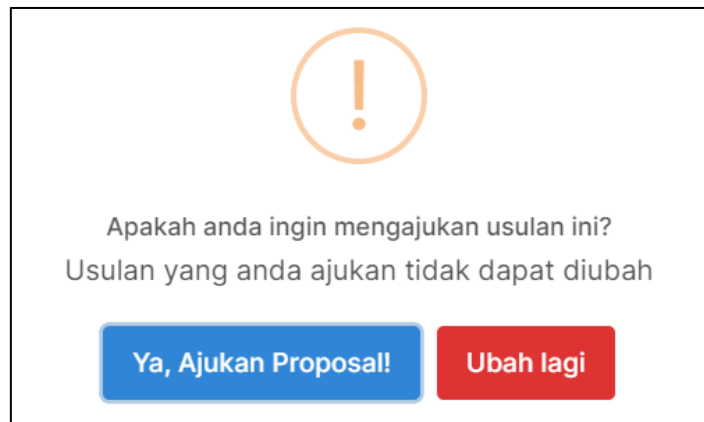 !
Apakah anda ingin mengajukan usulan ini?
Usulan yang anda ajukan tidak dapat diubah
Ya, Ajukan Proposal!
Ubah lagi